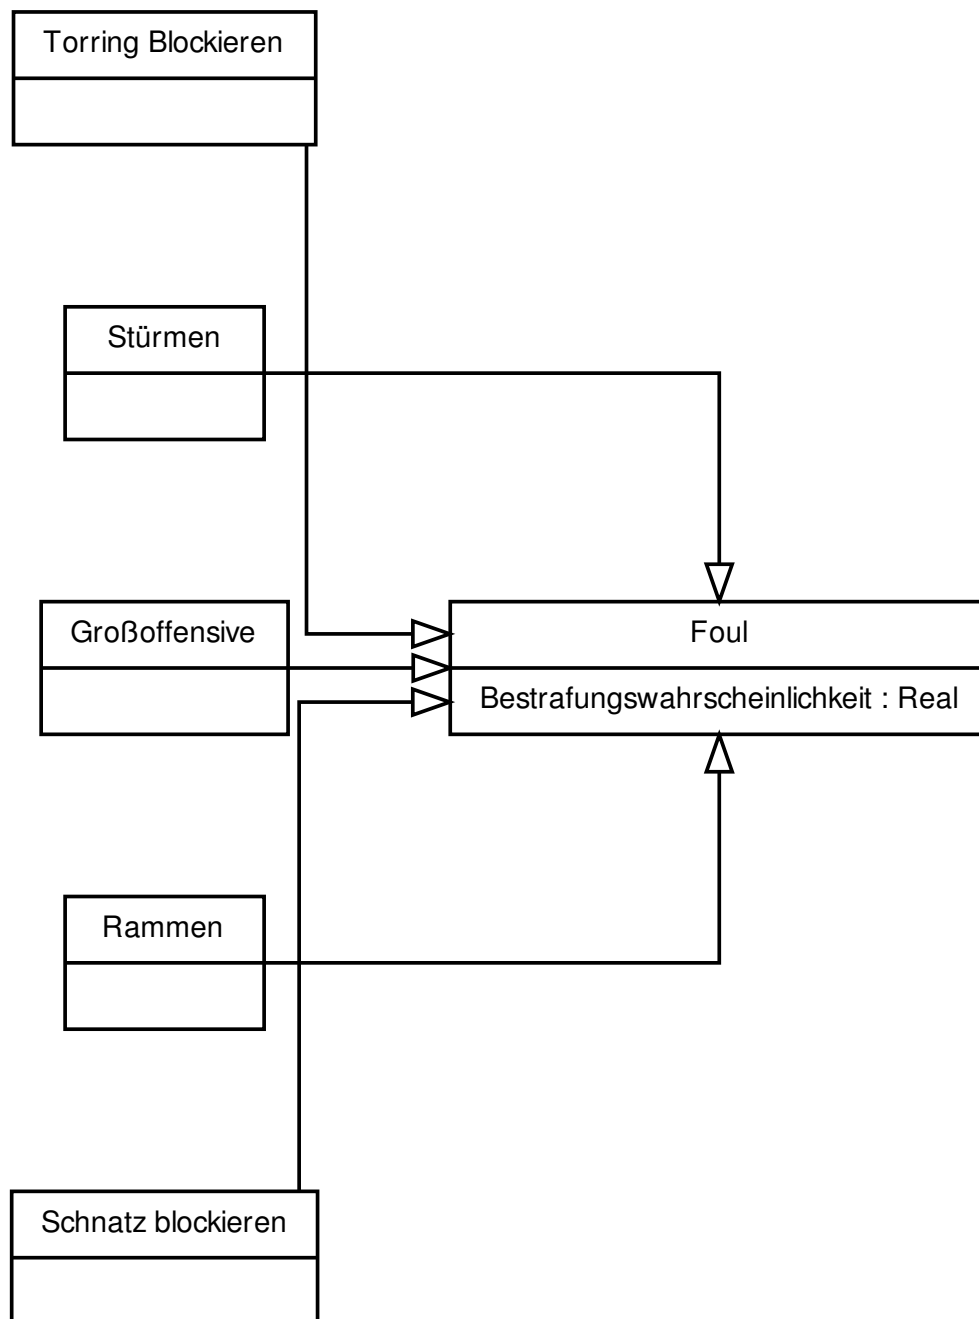 Torring Blockieren
Stürmen
Großoffensive
Foul
Bestrafungswahrscheinlichkeit : Real
Rammen
Schnatz blockieren